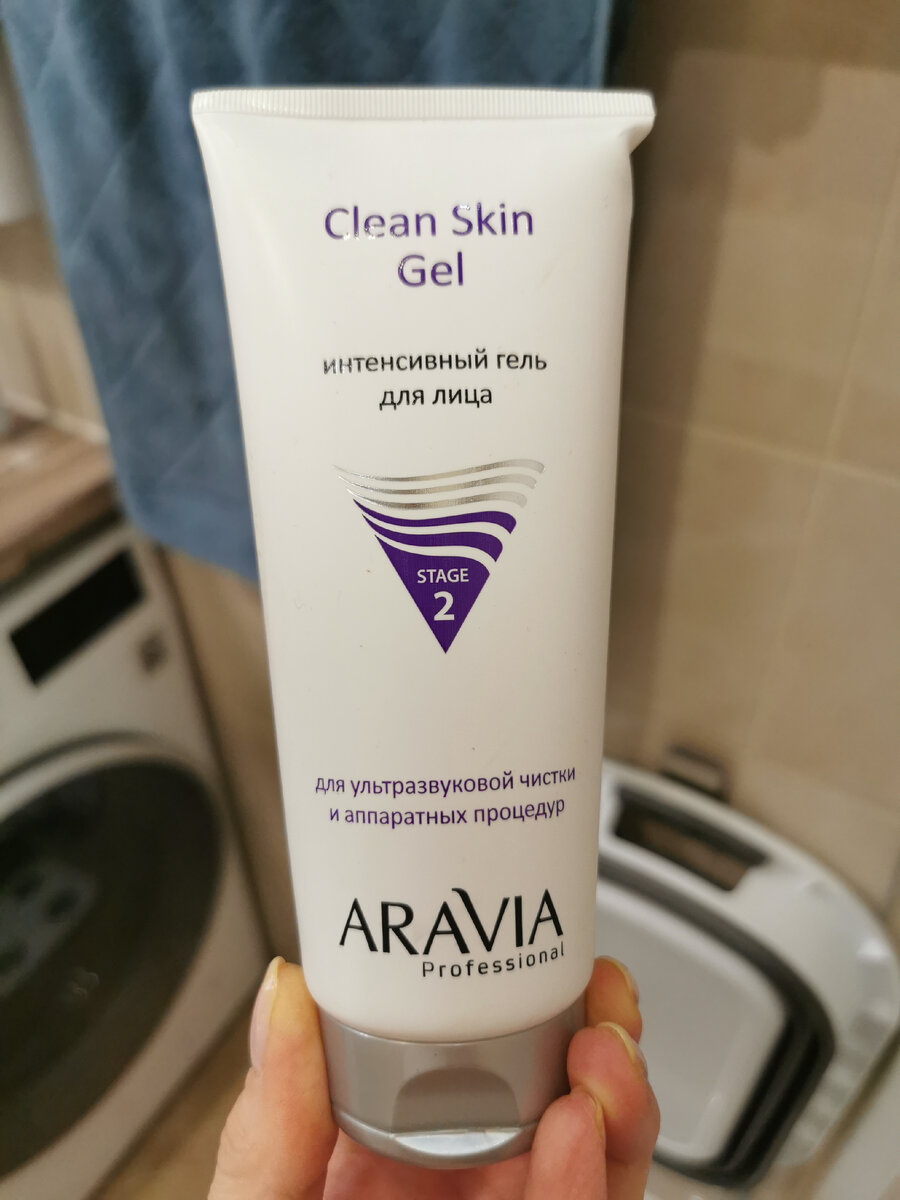 Clean Skin
Gel
интенсивный гель
для лица
STAGE
2
для ультразвуковой чистки
и аппаратных процедур
ARAVIA
Professional